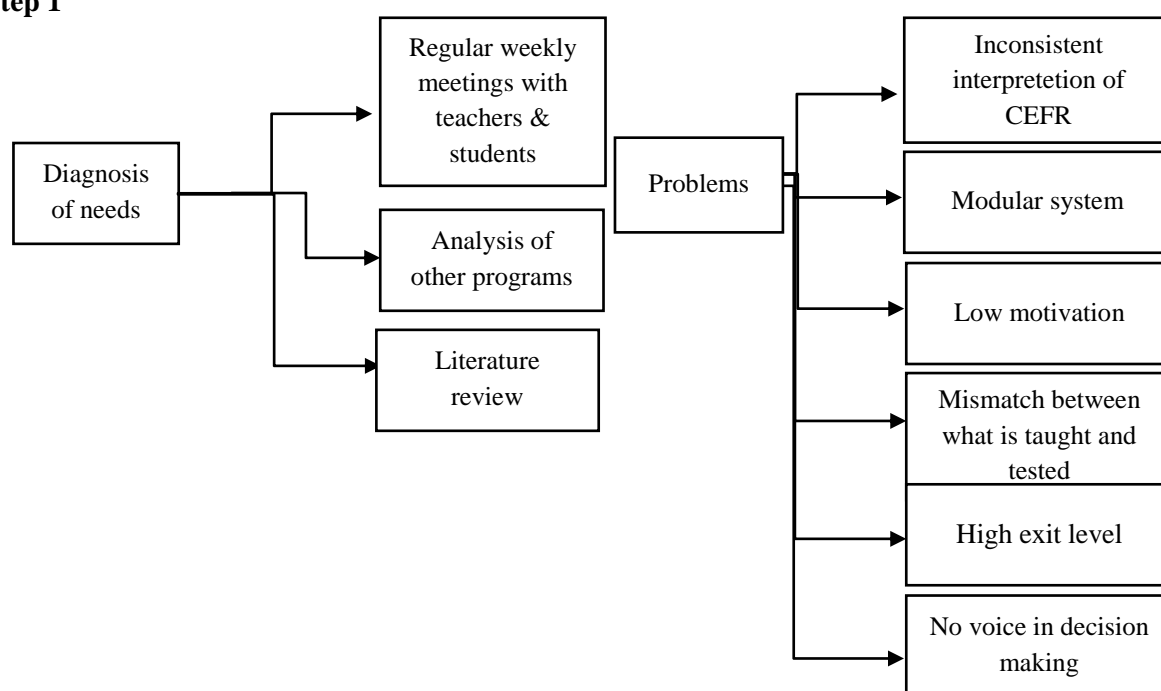 tep 1
Diagnosis
of needs
Regular weekly
meetings with
teachers &
students
Analysis of
other programs
Literature
review
Problems
Inconsistent
interpretetion of
CEFR
Modular system
Low motivation
Mismatch between
what is taught and
tested
High exit level
No voice in decision
making